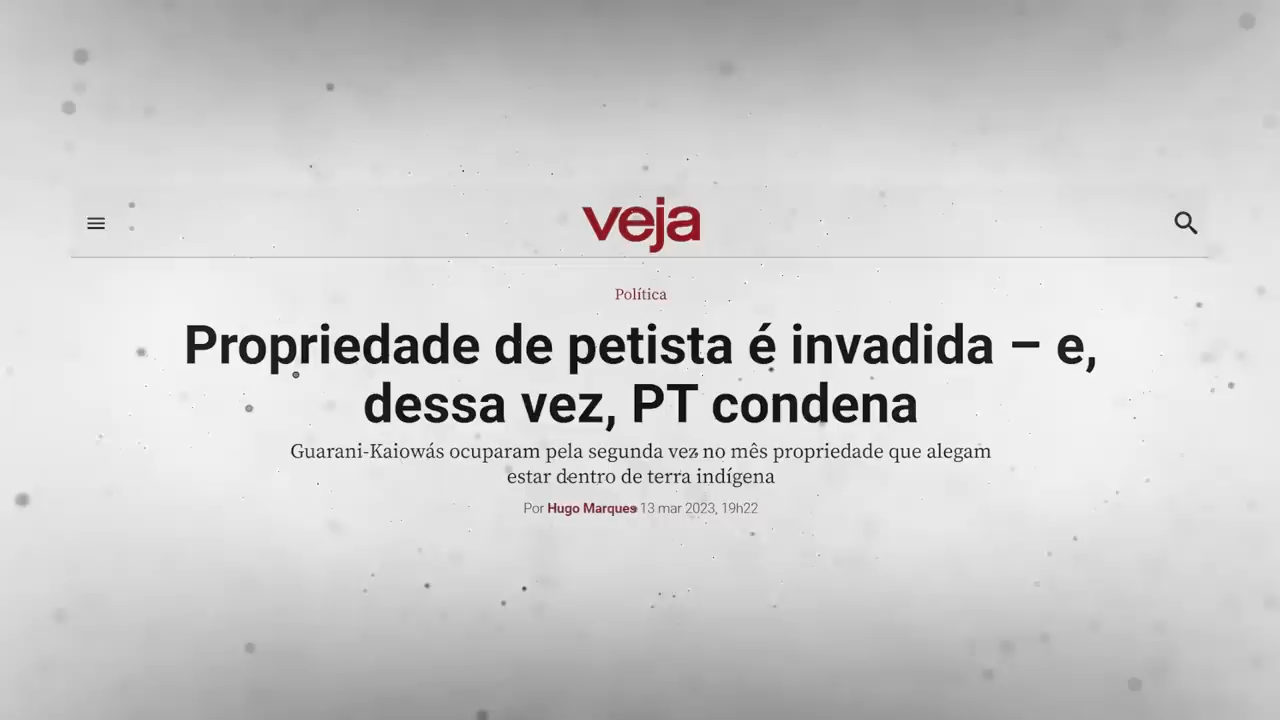 veja
Política
Propriedade de petista é invadida – e,
dessa vez, PT condena
Guarani-Kaiowás ocuparam pela segunda vez no mês propriedade que alegam
estar dentro de terra indígena
Por Hugo Marques 13 mar 2023, 19h22